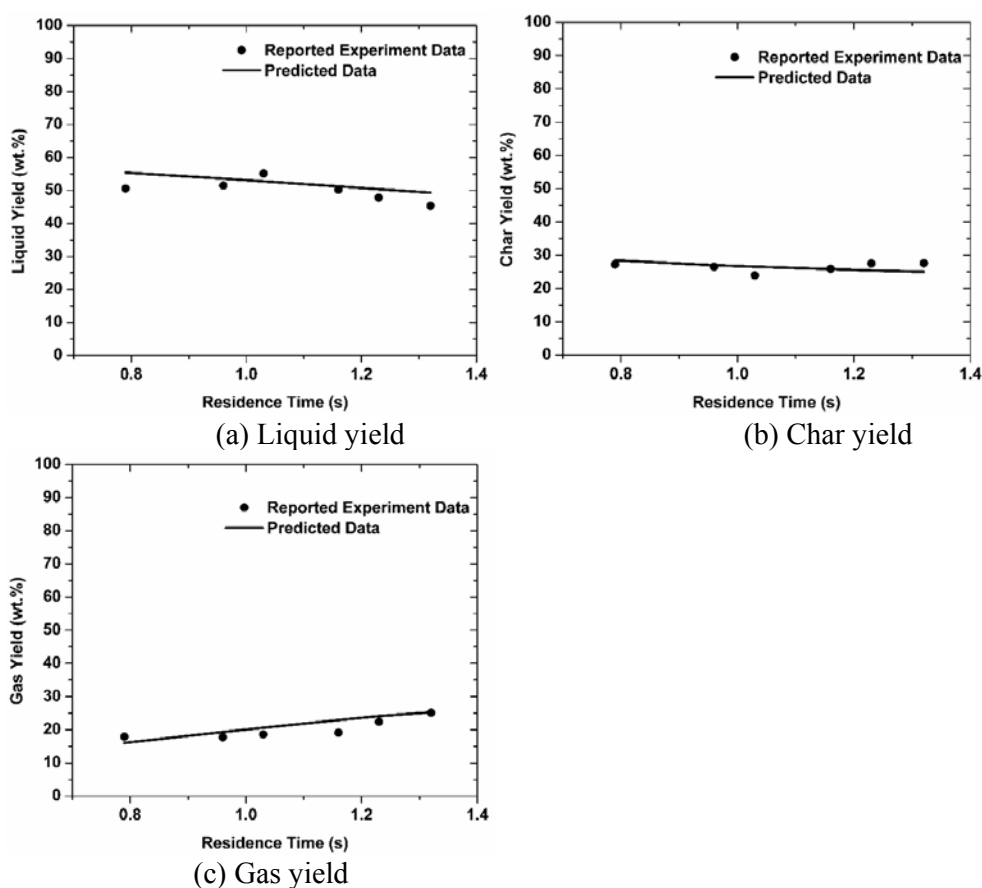 100
90
80
70
60
50
40
30
20
10
0
Liquid Yield (wt.%)
Reported Experiment Data
Predicted Data
0.8 1.0 1.2 1.4
Residence Time (s)
(a) Liquid yield
100
90
80
70
60
50
40
30
20
10
0
Char Yield (wt.%)
Reported Experiment Data
Predicted Data
0.8 1.0 1.2 1.4
Residence Time (s)
(b) Char yield
100
90
80
70
60
50
40
30
20
10
0
Gas Yield (wt.%)
Reported Experiment Data
Predicted Data
0.8 1.0 1.2 1.4
Residence Time (s)
(c) Gas yield